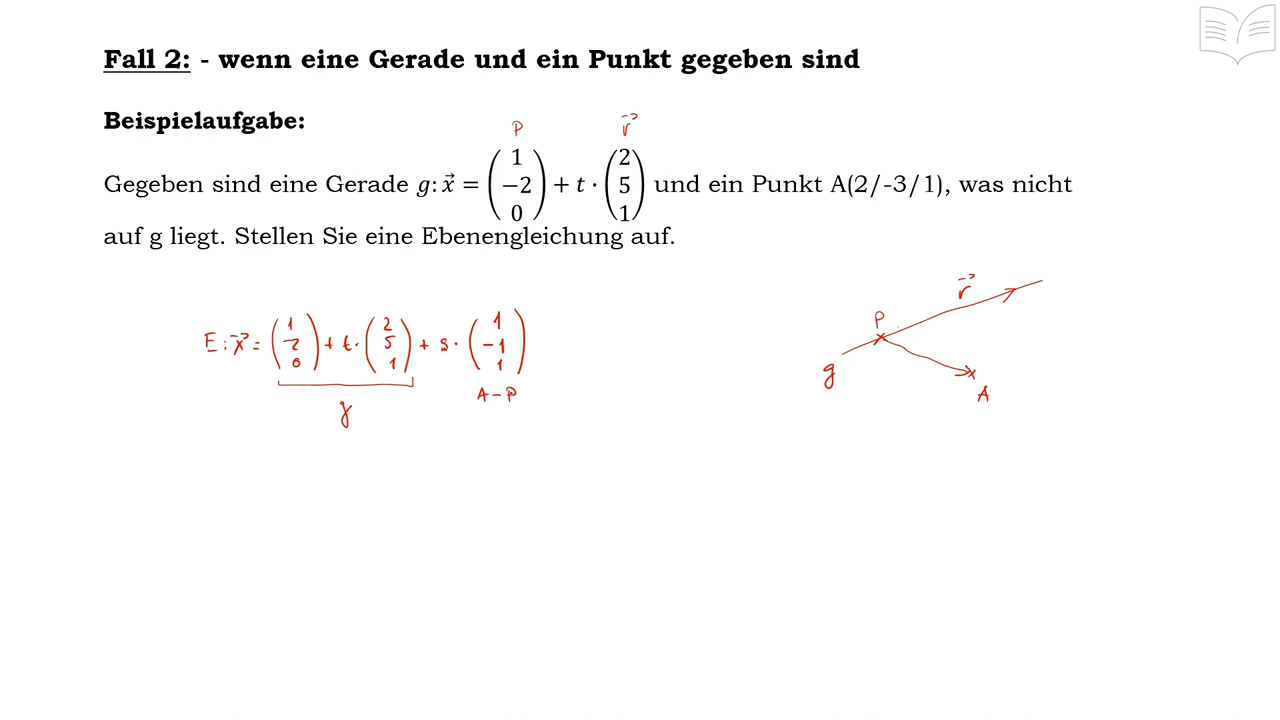 Fall 2: - wenn eine Gerade und ein Punkt gegeben sind
Beispielaufgabe:
P r⃗
Gegeben sind eine Gerade g: x⃗ = (1 −2 0) + t · (2 5 1) und ein Punkt A(2/-3/1), was nicht
auf g liegt. Stellen Sie eine Ebenengleichung auf.
E: x⃗ = (1 -2 0) + t · (2 5 1) + s · (1 -1 1)
g
A - P
r⃗
P
g
A